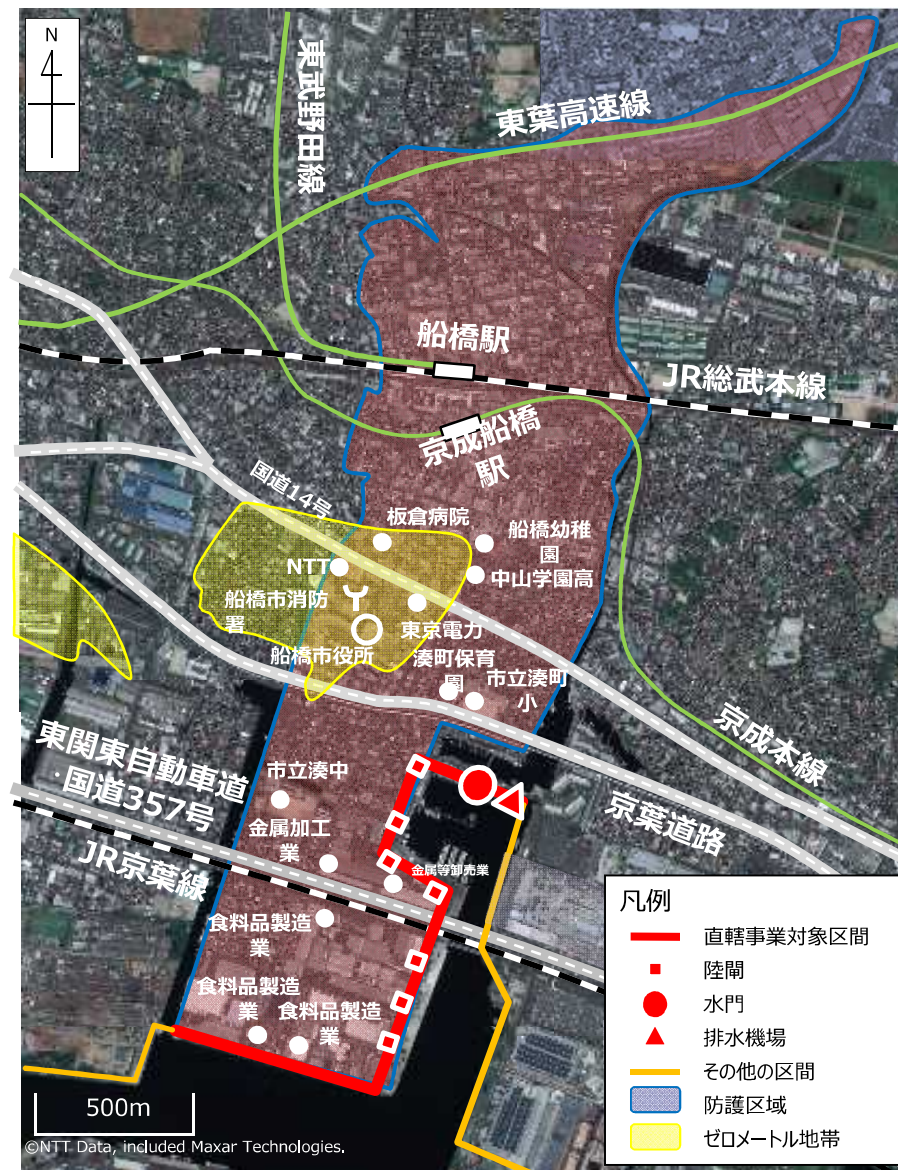 N
東武野田線
東葉高速線
船橋駅
JR総武本線
京成船橋
駅
国道14号
板倉病院
船橋幼稚
園
NTT
中山学園高
船橋市消防
署
東京電力
船橋市役所
湊町保育
園
市立湊町
小
京成本線
東関東自動車道
・国道357号
市立湊中
京葉道路
金属加工
業
JR京葉線
金属等卸売業
食料品製造
業
食料品製造
業
食料品製造
業
凡例
直轄事業対象区間
陸閘
水門
排水機場
その他の区間
防護区域
ゼロメートル地帯
500m
©NTT Data, included Maxar Technologies.